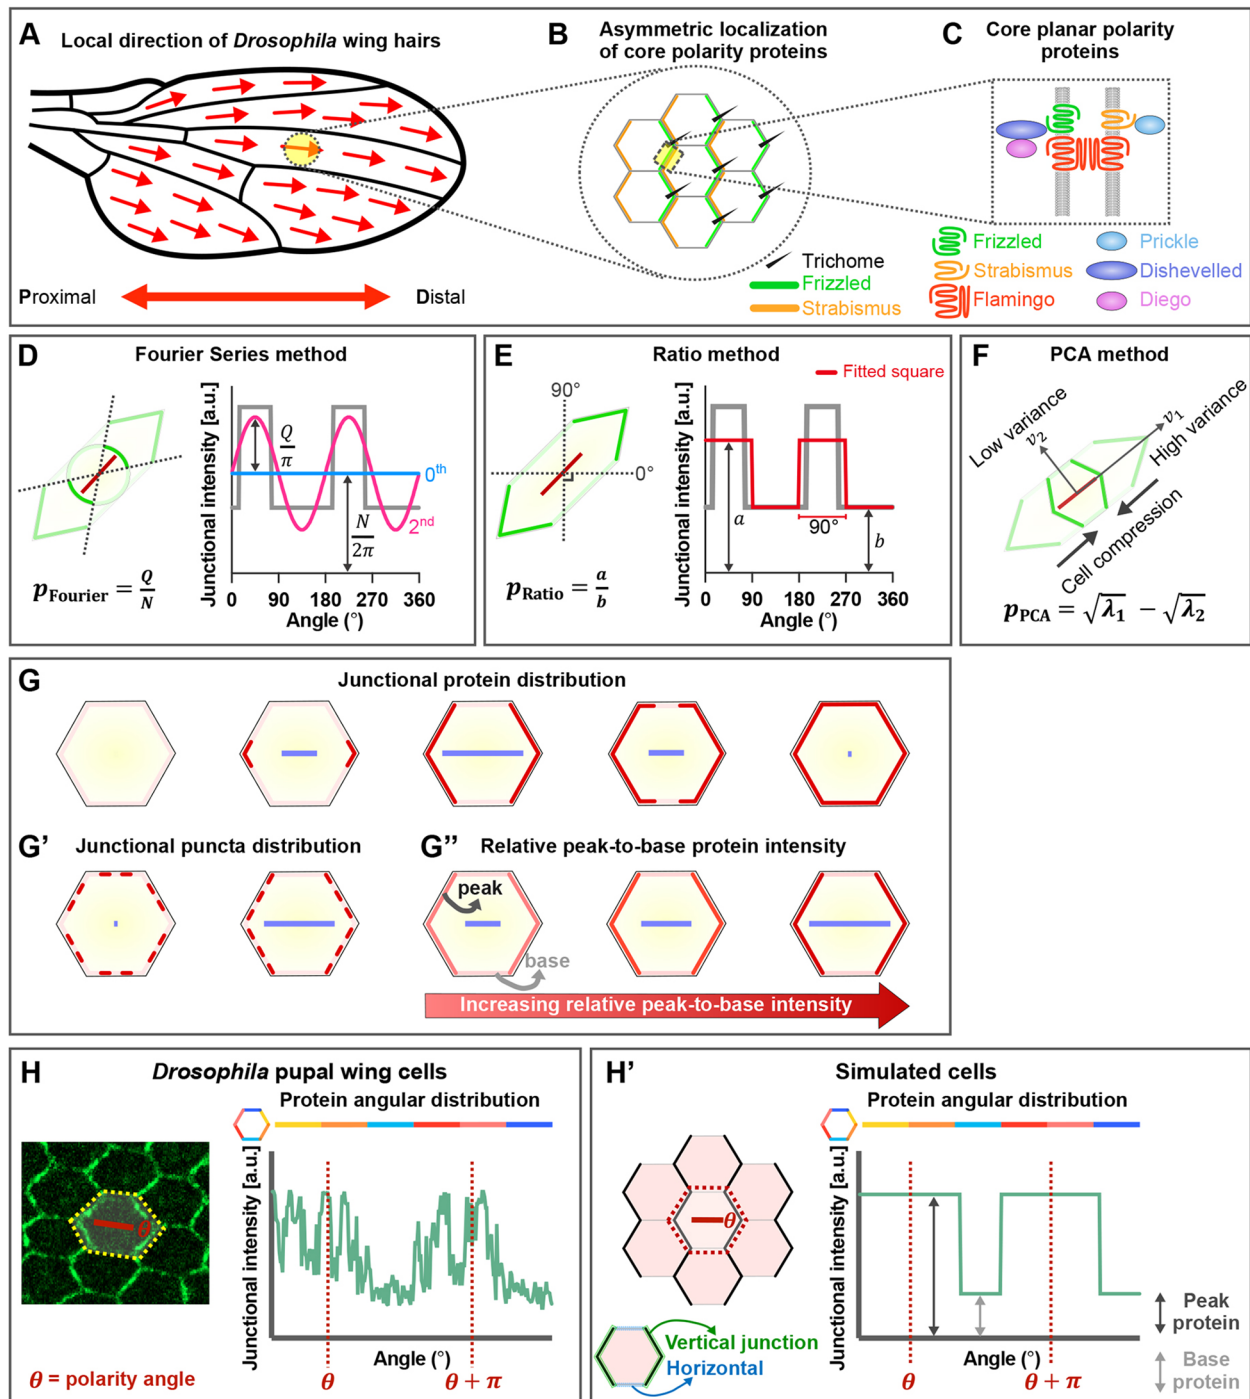 A
Local direction of Drosophila wing hairs
Proximal
Distal
B
Asymmetric localization
of core polarity proteins
Trichome
Frizzled
Strabismus
C
Core planar polarity
proteins
Frizzled
Prickle
Strabismus
Dishevelled
Flamingo
Diego
D
Fourier Series method
Junctional intensity [a.u.]
Q/π
N/2π
0th
2nd
0 90 180 270 360
Angle (°)
pFourier = Q/N
E
Ratio method
Fitted square
90°
0°
Junctional intensity [a.u.]
a
90°
b
0 90 180 270 360
Angle (°)
pRatio = a/b
F
PCA method
Low variance
v2
v1
High variance
Cell compression
pPCA = √λ1 − √λ2
G
Junctional protein distribution
G'
Junctional puncta distribution
G''
Relative peak-to-base protein intensity
peak
base
Increasing relative peak-to-base intensity
H
Drosophila pupal wing cells
Protein angular distribution
Junctional intensity [a.u.]
θ
Angle (°)
θ
θ + π
θ = polarity angle
H'
Simulated cells
Protein angular distribution
Junctional intensity [a.u.]
θ
Vertical junction
Horizontal
Angle (°)
θ
θ + π
Peak
protein
Base
protein